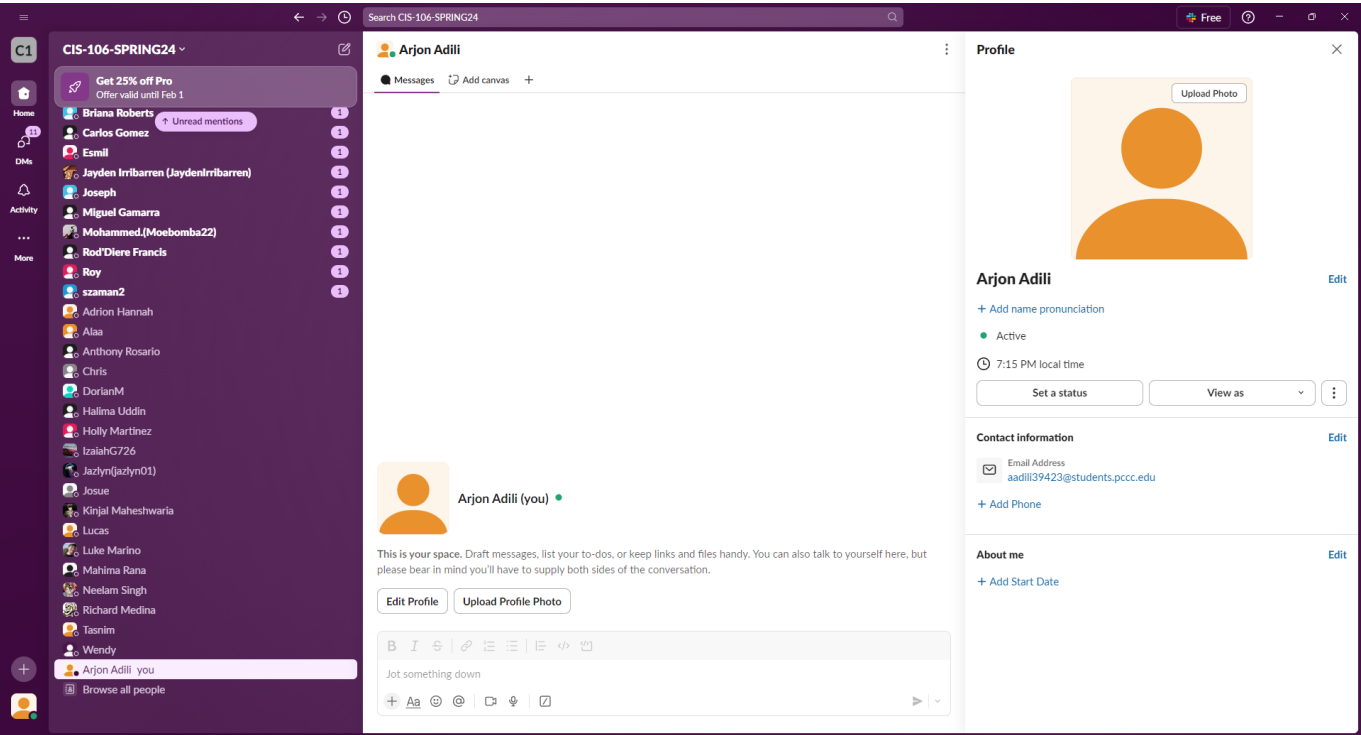 Search CIS-106-SPRING24
Free
C1
Home
11
DMs
Activity
More
CIS-106-SPRING24
Get 25% off Pro
Offer valid until Feb 1
↑ Unread mentions
Briana Roberts 1
Carlos Gomez 1
Esmil 1
Jayden Irribarren (JaydenIrribarren) 1
Joseph 1
Miguel Gamarra 1
Mohammed.(Moebomba22) 1
Rod'Diere Francis 1
Roy 1
szaman2 1
Adrion Hannah
Alaa
Anthony Rosario
Chris
DorianM
Halima Uddin
Holly Martinez
IzaiahG726
Jazlyn(jazlyn01)
Josue
Kinjal Maheshwaria
Lucas
Luke Marino
Mahima Rana
Neelam Singh
Richard Medina
Tasnim
Wendy
Arjon Adili you
Browse all people
Arjon Adili
Messages Add canvas +
Arjon Adili (you)
This is your space. Draft messages, list your to-dos, or keep links and files handy. You can also talk to yourself here, but
please bear in mind you'll have to supply both sides of the conversation.
Edit Profile Upload Profile Photo
B I S
Jot something down
+ Aa @
Profile
Upload Photo
Arjon Adili Edit
+ Add name pronunciation
Active
7:15 PM local time
Set a status View as
Contact information Edit
Email Address
aadili39423@students.pccc.edu
+ Add Phone
About me Edit
+ Add Start Date